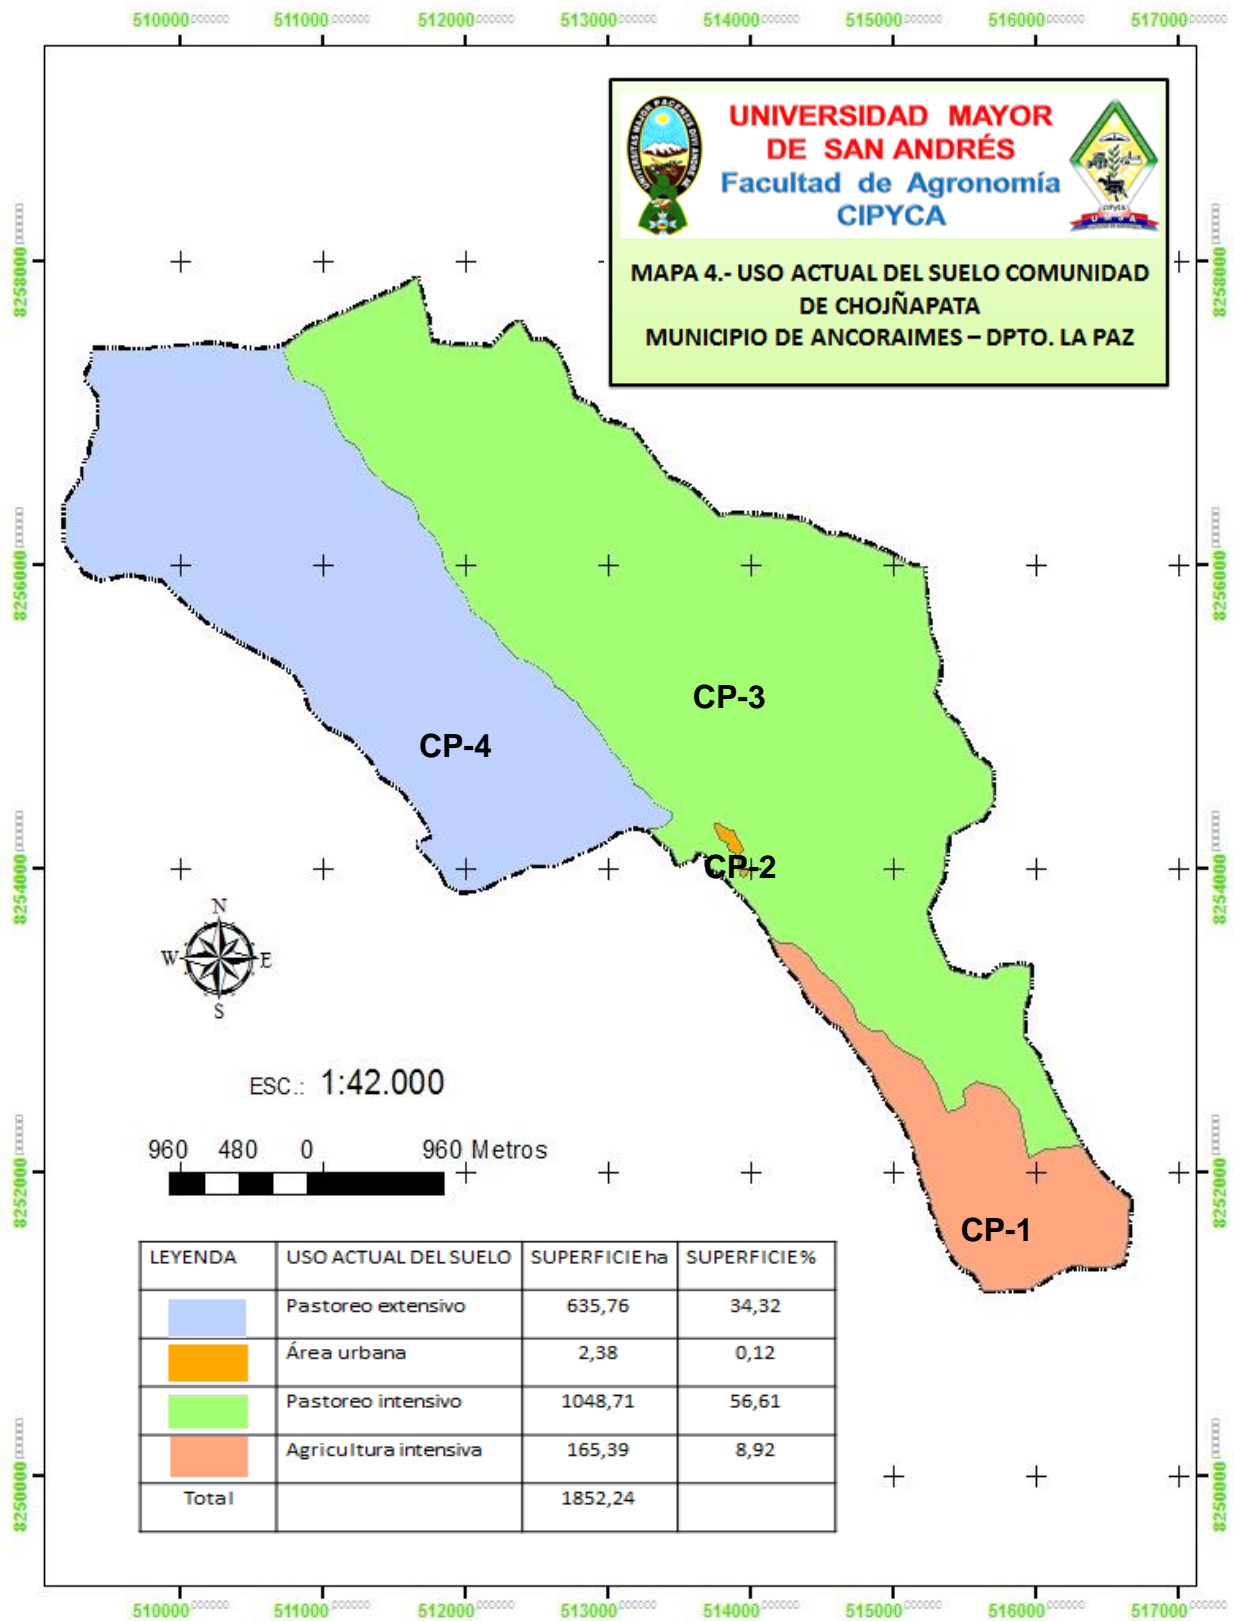 510000 511000 512000 513000 514000 515000 516000 517000
UNIVERSIDAD MAYOR
DE SAN ANDRÉS
Facultad de Agronomía
CIPYCA
MAPA 4.- USO ACTUAL DEL SUELO COMUNIDAD
DE CHOJÑAPATA
MUNICIPIO DE ANCORAIMES – DPTO. LA PAZ
8258000 8258000
8256000 8256000
CP-3
CP-4
CP-2
8254000 8254000
N
W E
S
ESC.: 1:42.000
960 480 0 960 Metros
8252000 8252000
CP-1
LEYENDA USO ACTUAL DEL SUELO SUPERFICIE ha SUPERFICIE %
Pastoreo extensivo 635,76 34,32
Área urbana 2,38 0,12
Pastoreo intensivo 1048,71 56,61
Agricultura intensiva 165,39 8,92
Total 1852,24
8250000 8250000
510000 511000 512000 513000 514000 515000 516000 517000